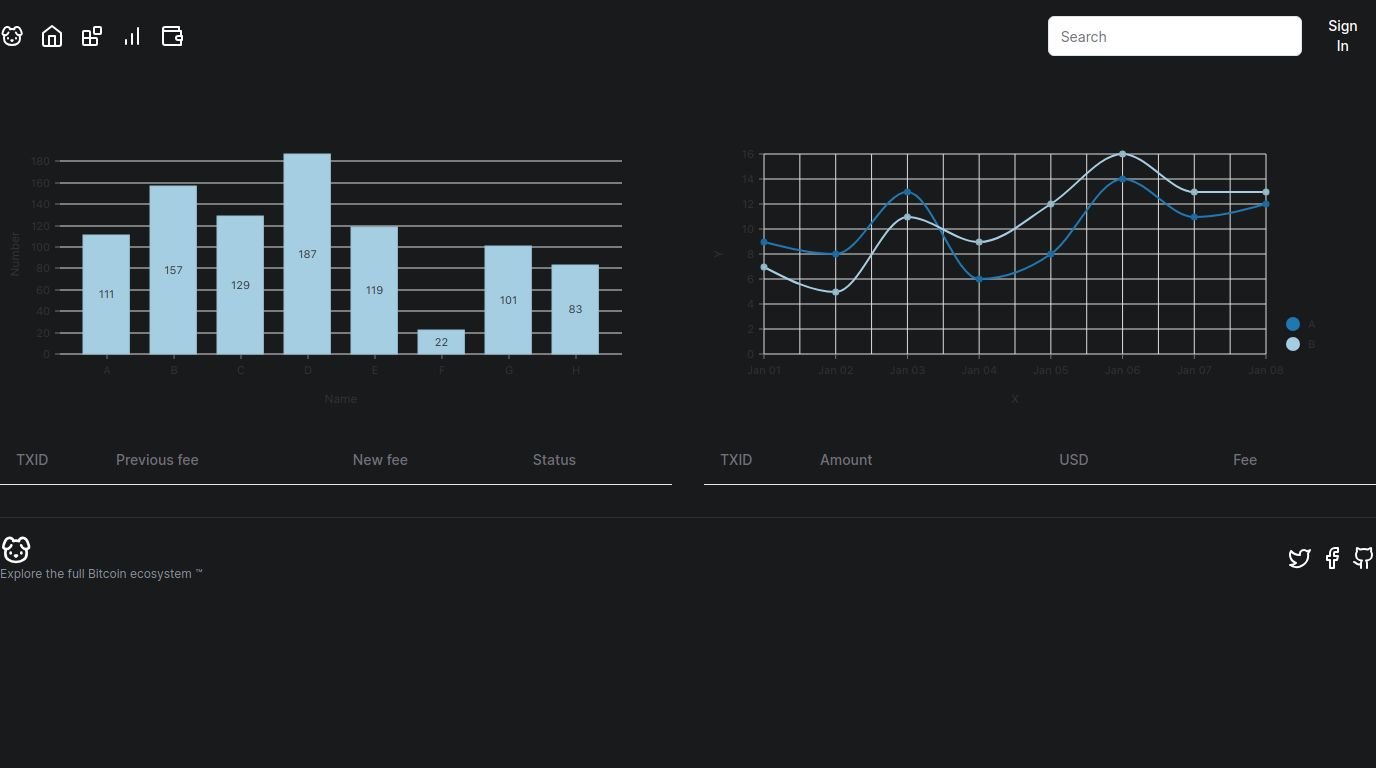 Search
Sign
In
180
160
140
120
100
80
60
40
20
0
Number
111
157
129
187
119
22
101
83
A
B
C
D
E
F
G
H
Name
16
14
12
10
8
6
4
2
0
Y
A
B
Jan 01
Jan 02
Jan 03
Jan 04
Jan 05
Jan 06
Jan 07
Jan 08
X
TXID Previous fee New fee Status
TXID Amount USD Fee
Explore the full Bitcoin ecosystem ™